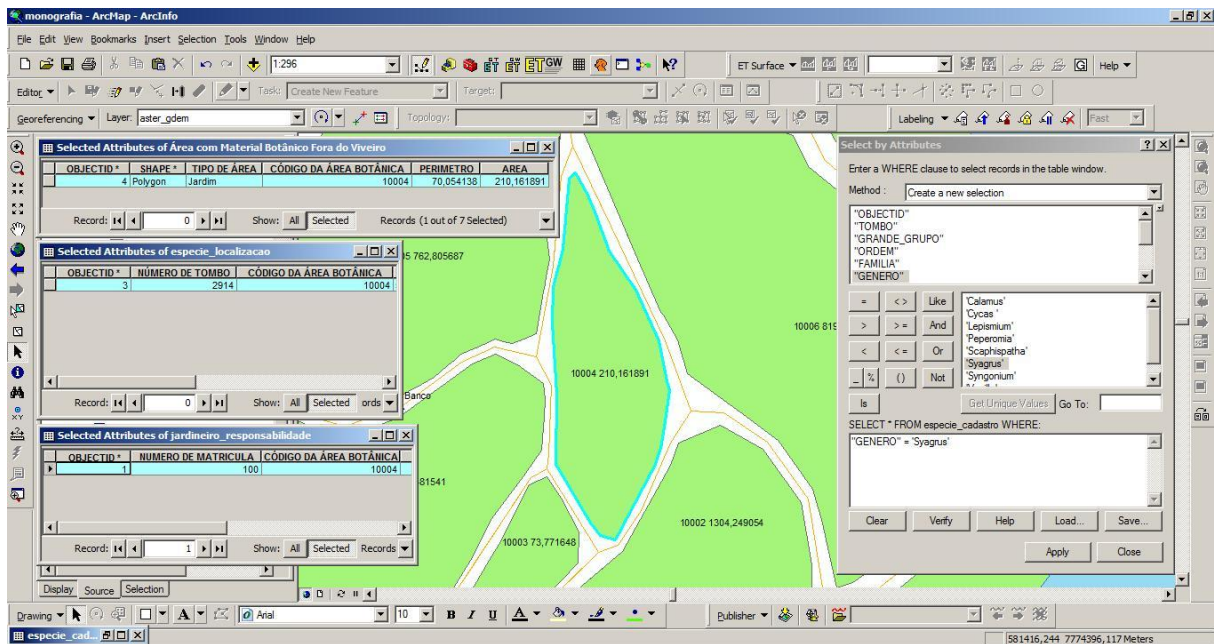 monografia - ArcMap - ArcInfo
File Edit View Bookmarks Insert Selection Tools Window Help
1:296 ETGW ET Surface Help
Editor Task: Create New Feature Target:
Georeferencing Layer: aster_gdem Topology: Labeling Fast
Selected Attributes of Área com Material Botânico Fora do Viveiro
OBJECTID * SHAPE * TIPO DE ÁREA CÓDIGO DA ÁREA BOTÂNICA PERIMETRO AREA
4 Polygon Jardim 10004 70,054138 210,161891
Record: 0 Show: All Selected Records (1 out of 7 Selected)
Selected Attributes of especie_localizacao
OBJECTID * NÚMERO DE TOMBO CÓDIGO DA ÁREA BOTÂNICA
3 2914 10004
Record: 0 Show: All Selected ords
Selected Attributes of jardineiro_responsabilidade
OBJECTID * NUMERO DE MATRICULA CÓDIGO DA ÁREA BOTÂNICA
1 100 10004
Record: 1 Show: All Selected Records
Display Source Selection
05 762,805687
10006 819
10004 210,161891
Banco
81541
10002 1304,249054
10003 73,771648
Select by Attributes
Enter a WHERE clause to select records in the table window.
Method : Create a new selection
"OBJECTID"
"TOMBO"
"GRANDE_GRUPO"
"ORDEM"
"FAMILIA"
"GENERO"
= <> Like
> >= And
< <= Or
_ % () Not
Is
'Calamus'
'Cycas '
'Lepismium'
'Peperomia'
'Scaphispatha'
'Syagrus'
'Syngonium'
Get Unique Values Go To:
SELECT * FROM especie_cadastro WHERE:
"GENERO" = 'Syagrus'
Clear Verify Help Load... Save...
Apply Close
Drawing A Arial 10 B I U A Publisher
especie_cad...
581416,244 7774396,117 Meters